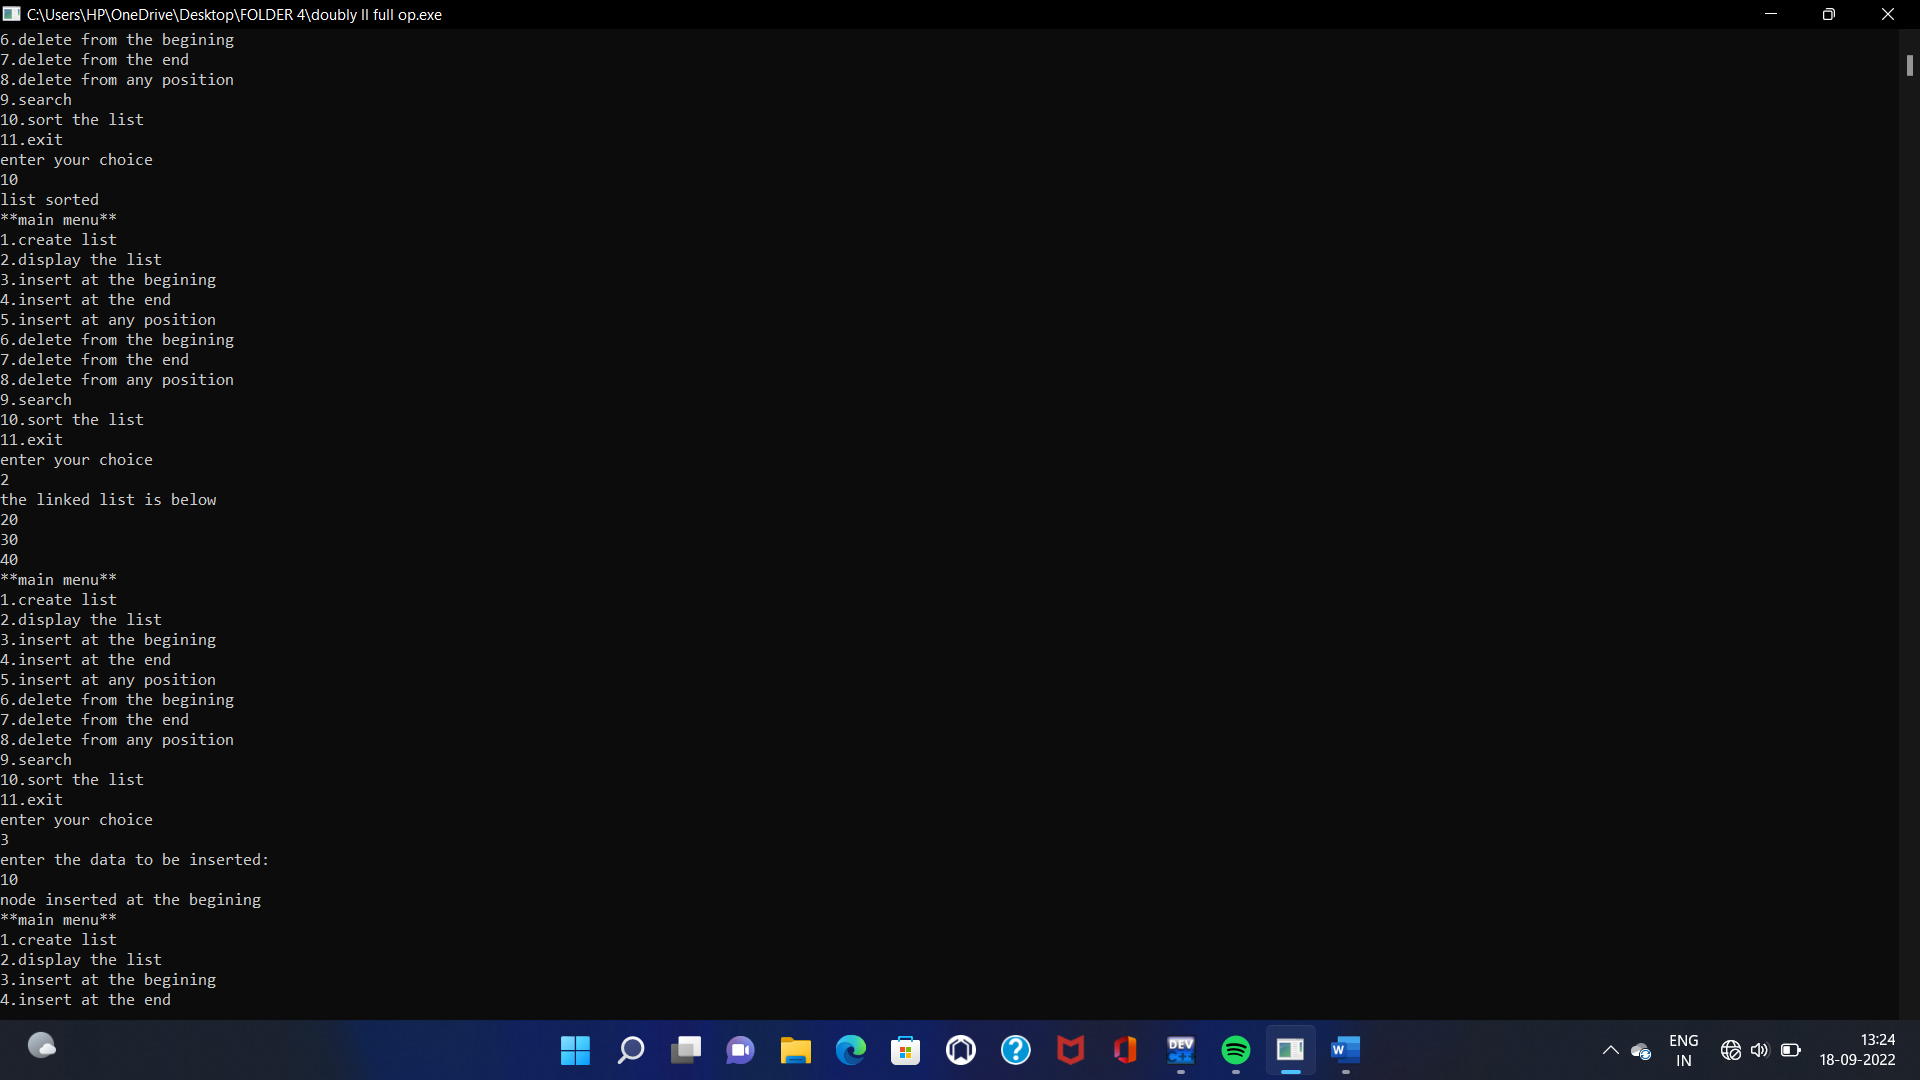 C:\Users\HP\OneDrive\Desktop\FOLDER 4\doubly ll full op.exe
6.delete from the begining
7.delete from the end
8.delete from any position
9.search
10.sort the list
11.exit
enter your choice
10
list sorted
**main menu**
1.create list
2.display the list
3.insert at the begining
4.insert at the end
5.insert at any position
6.delete from the begining
7.delete from the end
8.delete from any position
9.search
10.sort the list
11.exit
enter your choice
2
the linked list is below
20
30
40
**main menu**
1.create list
2.display the list
3.insert at the begining
4.insert at the end
5.insert at any position
6.delete from the begining
7.delete from the end
8.delete from any position
9.search
10.sort the list
11.exit
enter your choice
3
enter the data to be inserted:
10
node inserted at the begining
**main menu**
1.create list
2.display the list
3.insert at the begining
4.insert at the end
DEV
C++
W
ENG
IN
13:24
18-09-2022